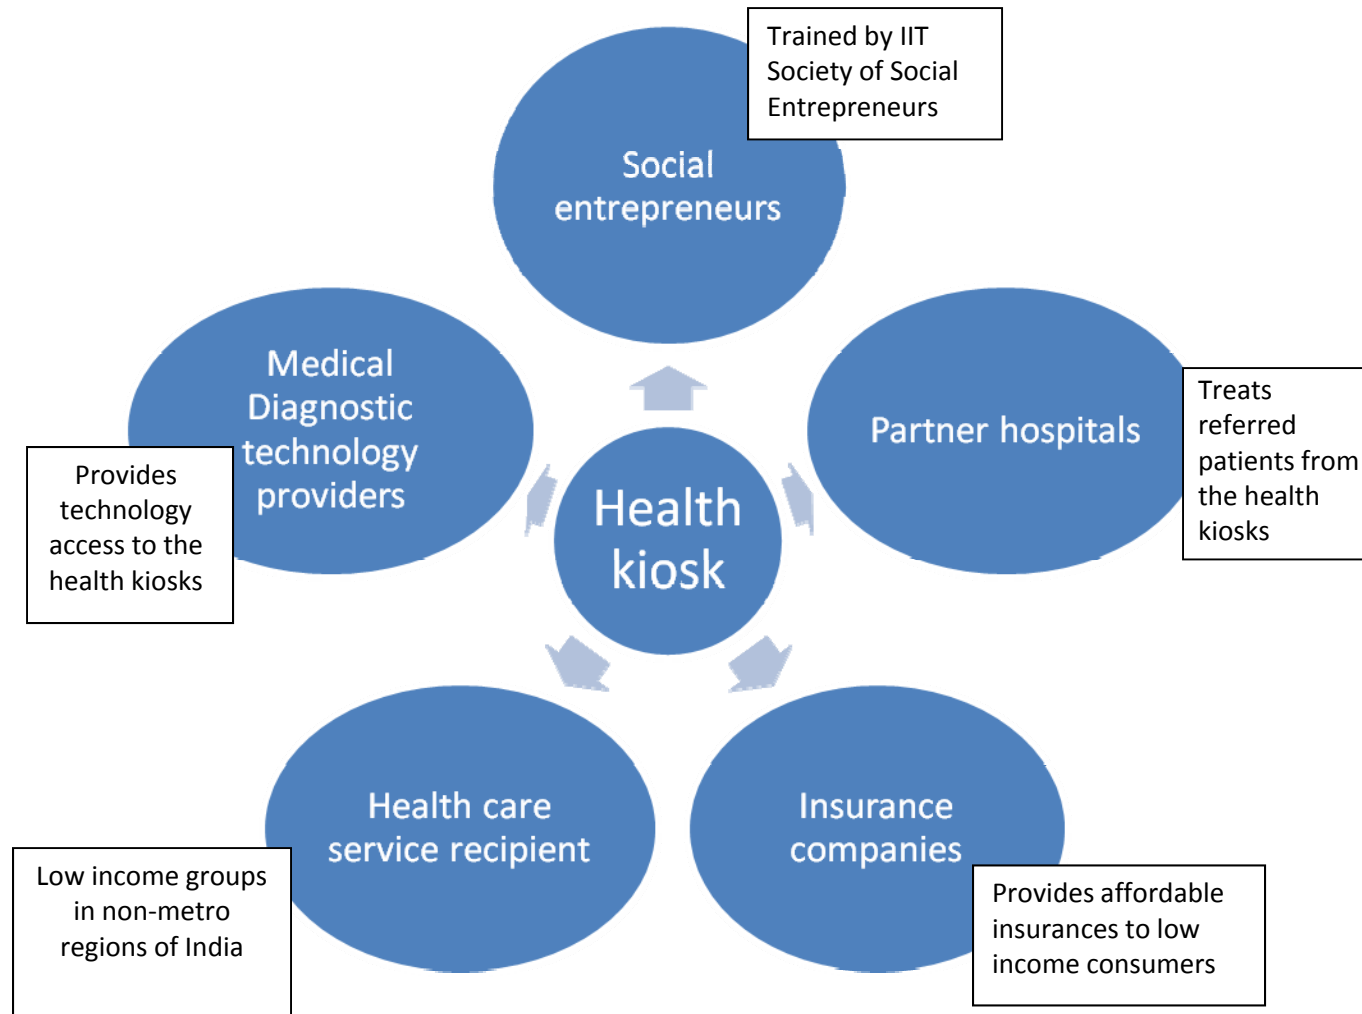 Trained by IIT
Society of Social
Entrepreneurs
Social
entrepreneurs
Medical
Diagnostic
technology
providers
Provides
technology
access to the
health kiosks
Partner hospitals
Treats
referred
patients from
the health
kiosks
Health
kiosk
Health care
service recipient
Low income groups
in non-metro
regions of India
Insurance
companies
Provides affordable
insurances to low
income consumers